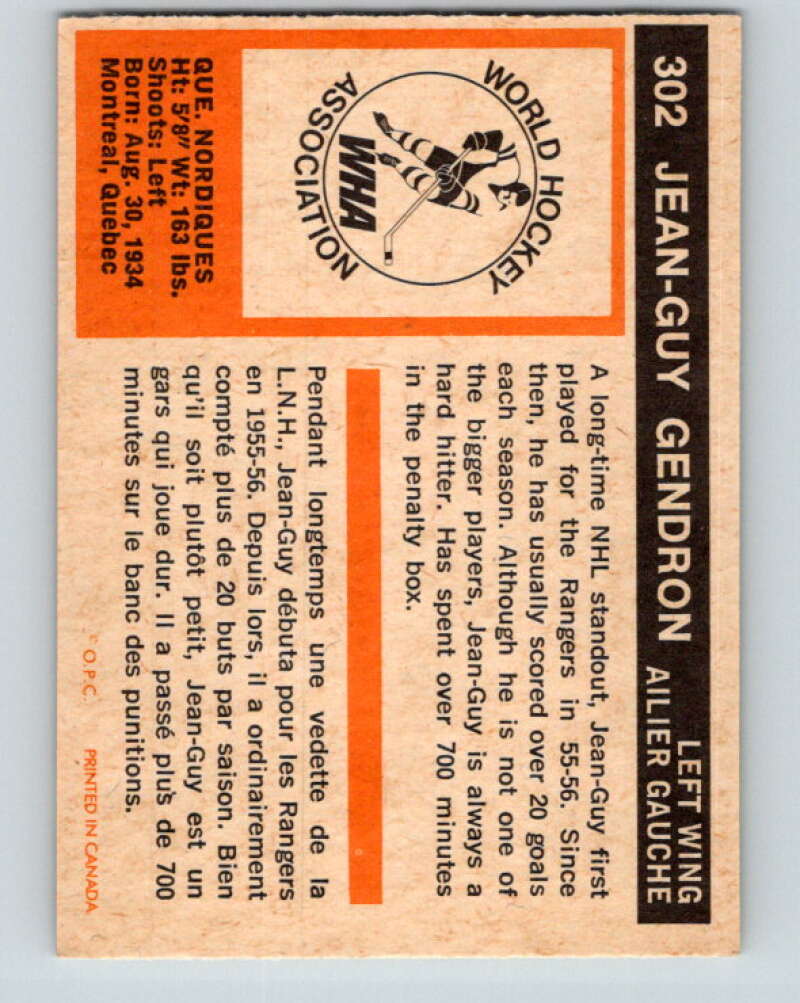 302 JEAN-GUY GENDRON
LEFT WING
AILIER GAUCHE
WORLD HOCKEY
ASSOCIATION
WHA
QUE. NORDIQUES
Ht: 5'8" Wt: 163 lbs.
Shoots: Left
Born: Aug. 30, 1934
Montreal, Quebec
A long-time NHL standout, Jean-Guy first
played for the Rangers in 55-56. Since
then, he has usually scored over 20 goals
each season. Although he is not one of
the bigger players, Jean-Guy is always a
hard hitter. Has spent over 700 minutes
in the penalty box.
Pendant longtemps une vedette de la
L.N.H., Jean-Guy débuta pour les Rangers
en 1955-56. Depuis lors, il a ordinairement
compté plus de 20 buts par saison. Bien
qu'il soit plutôt petit, Jean-Guy est un
gars qui joue dur. Il a passé plus de 700
minutes sur le banc des punitions.
© O.P.C. PRINTED IN CANADA